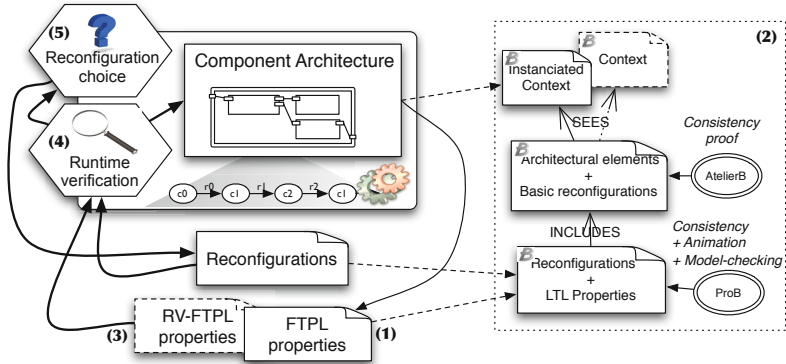 (5)
Reconfiguration
choice
(4)
Runtime
verification
Component Architecture
c0 r0 c1 r1 c2 r2 c1
Reconfigurations
(3)
RV-FTPL
properties
FTPL
properties
(1)
(2)
B
Instanciated
Context
B
Context
SEES
B
Architectural elements
+
Basic reconfigurations
Consistency
proof
AtelierB
INCLUDES
B
Reconfigurations
+
LTL Properties
Consistency
+ Animation
+ Model-checking
ProB